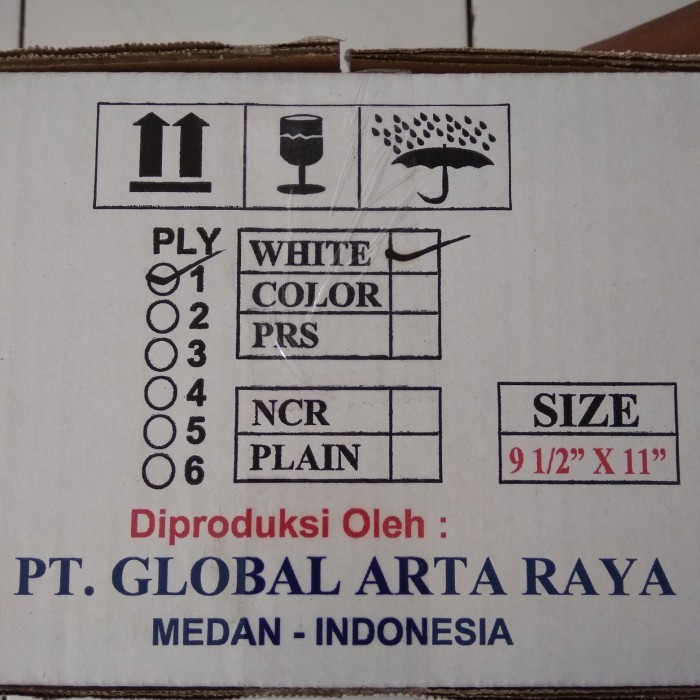 PLY
1
2
3
4
5
6
WHITE
COLOR
PRS
NCR
PLAIN
SIZE
9 1/2” X 11”
Diproduksi Oleh :
PT. GLOBAL ARTA RAYA
MEDAN - INDONESIA